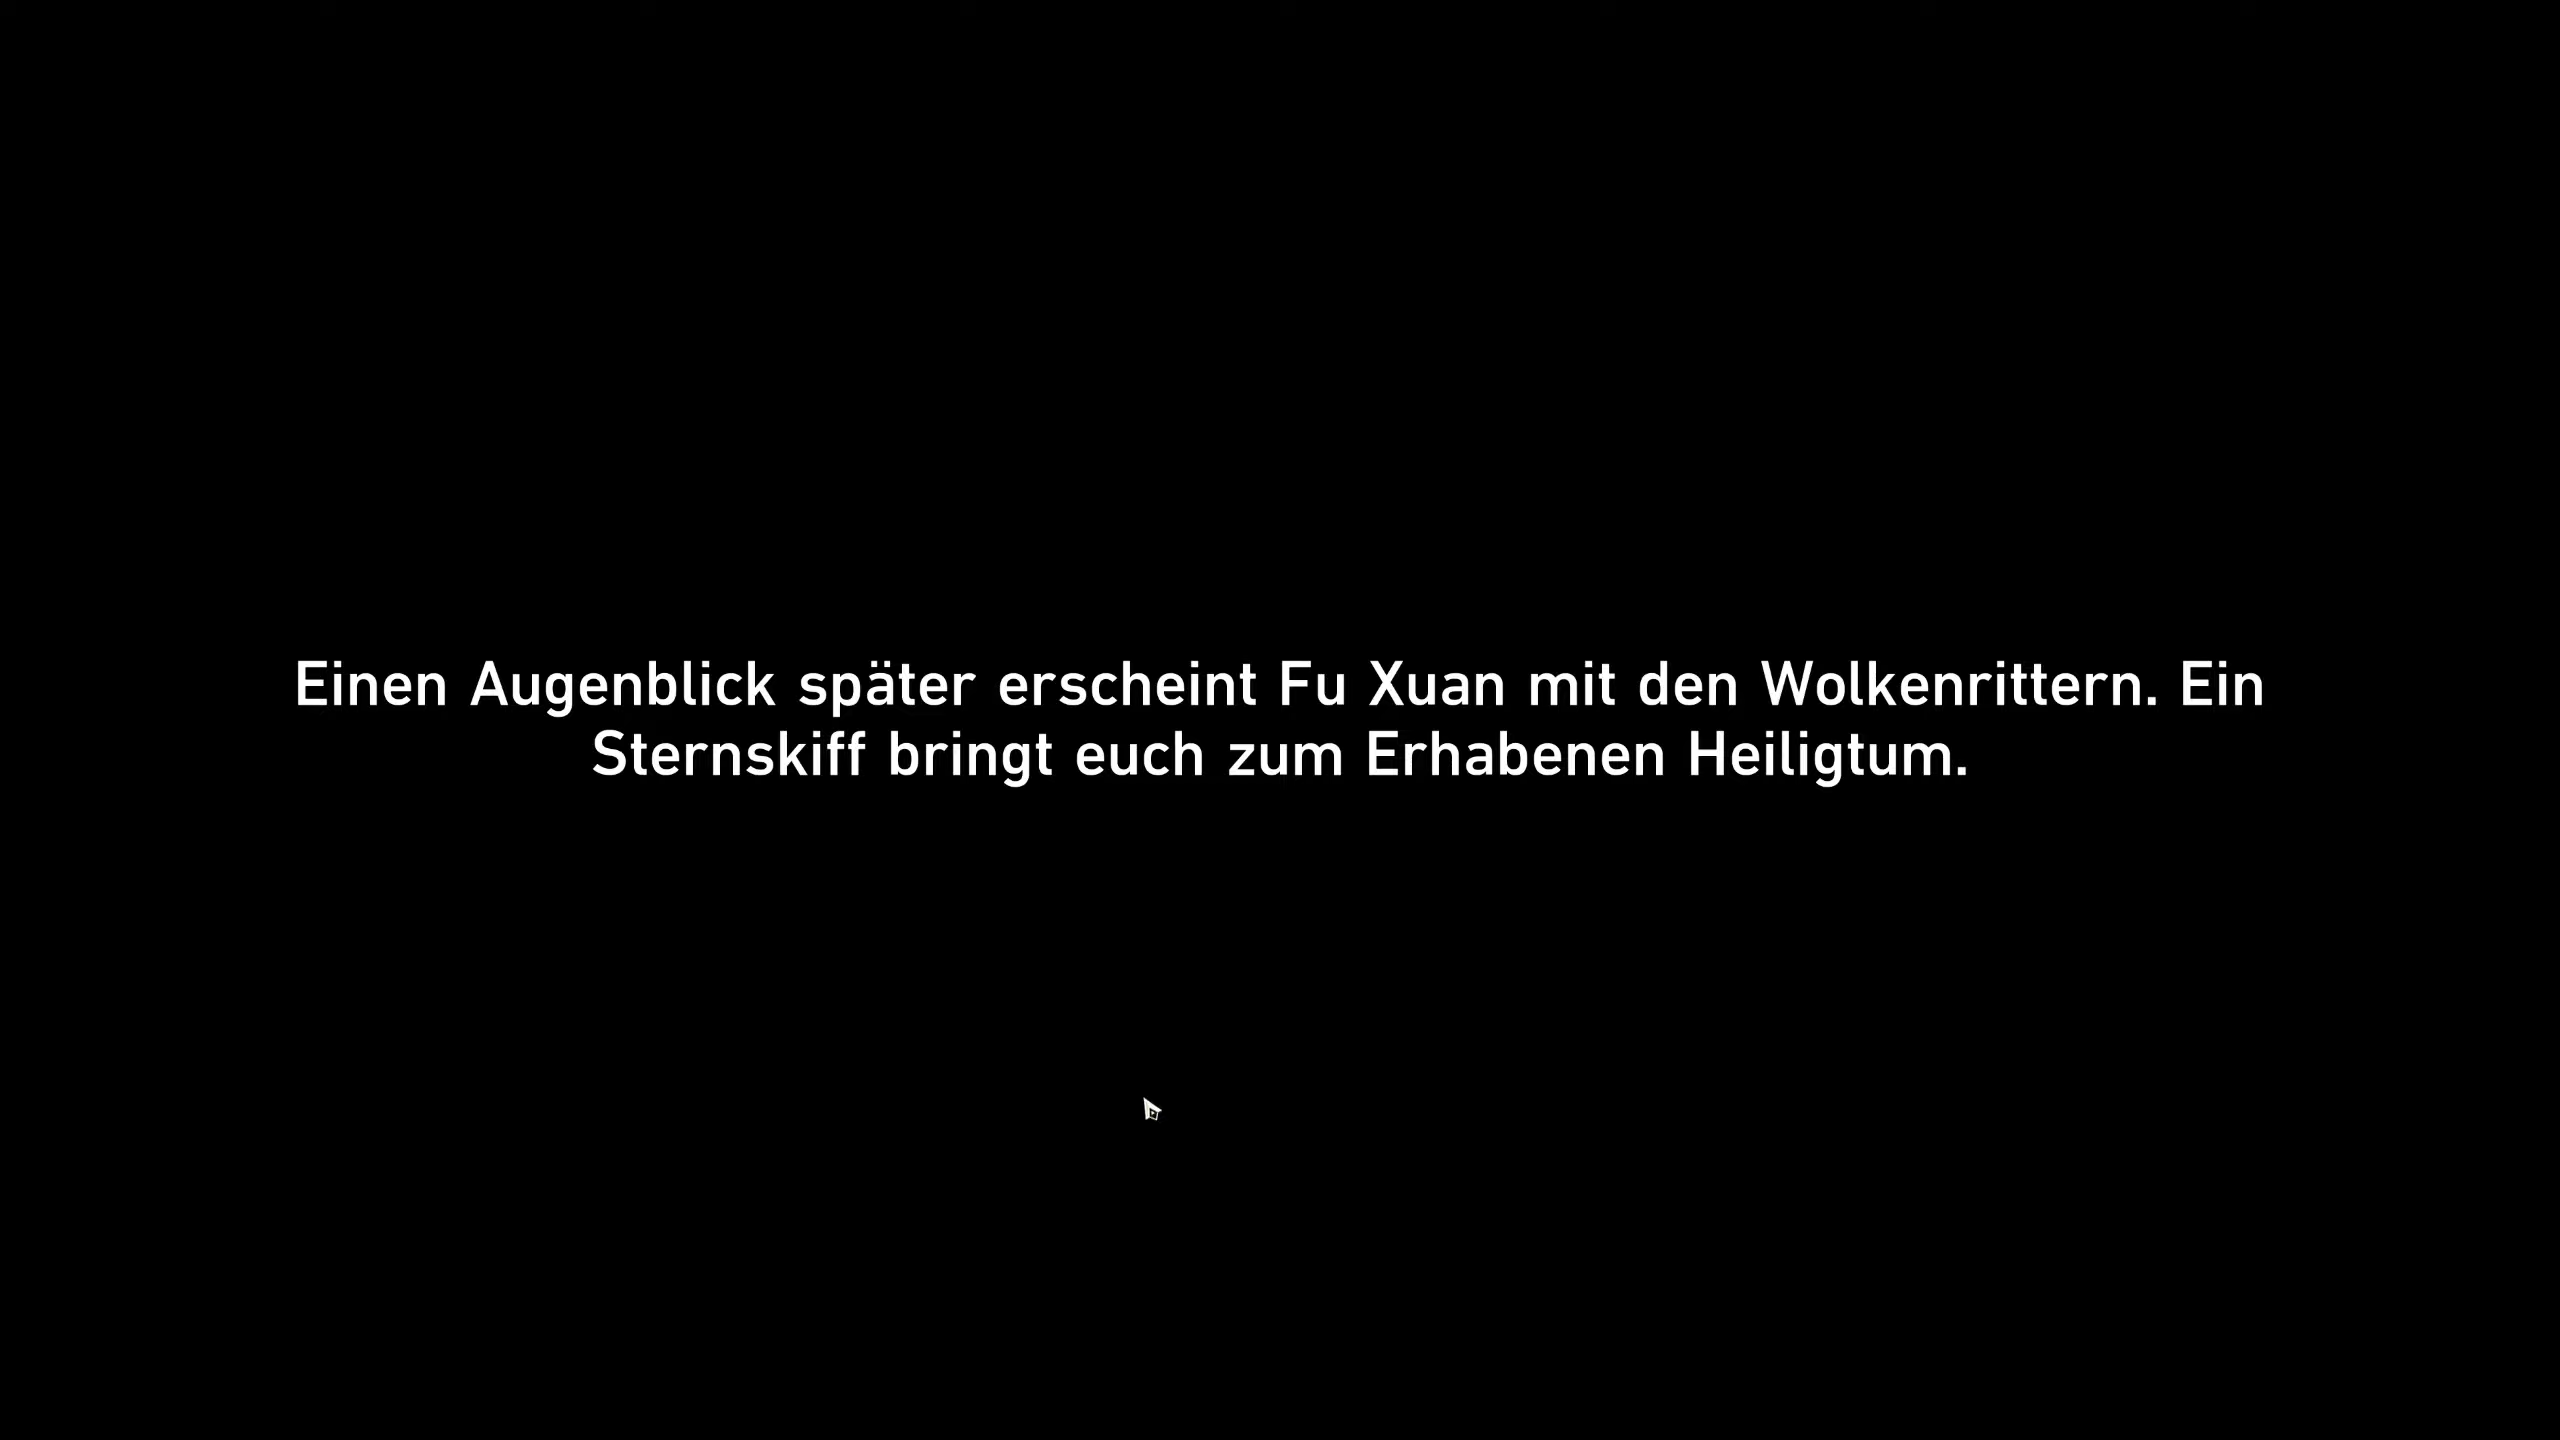 Einen Augenblick später erscheint Fu Xuan mit den Wolkenrittern. Ein
Sternskiff bringt euch zum Erhabenen Heiligtum.